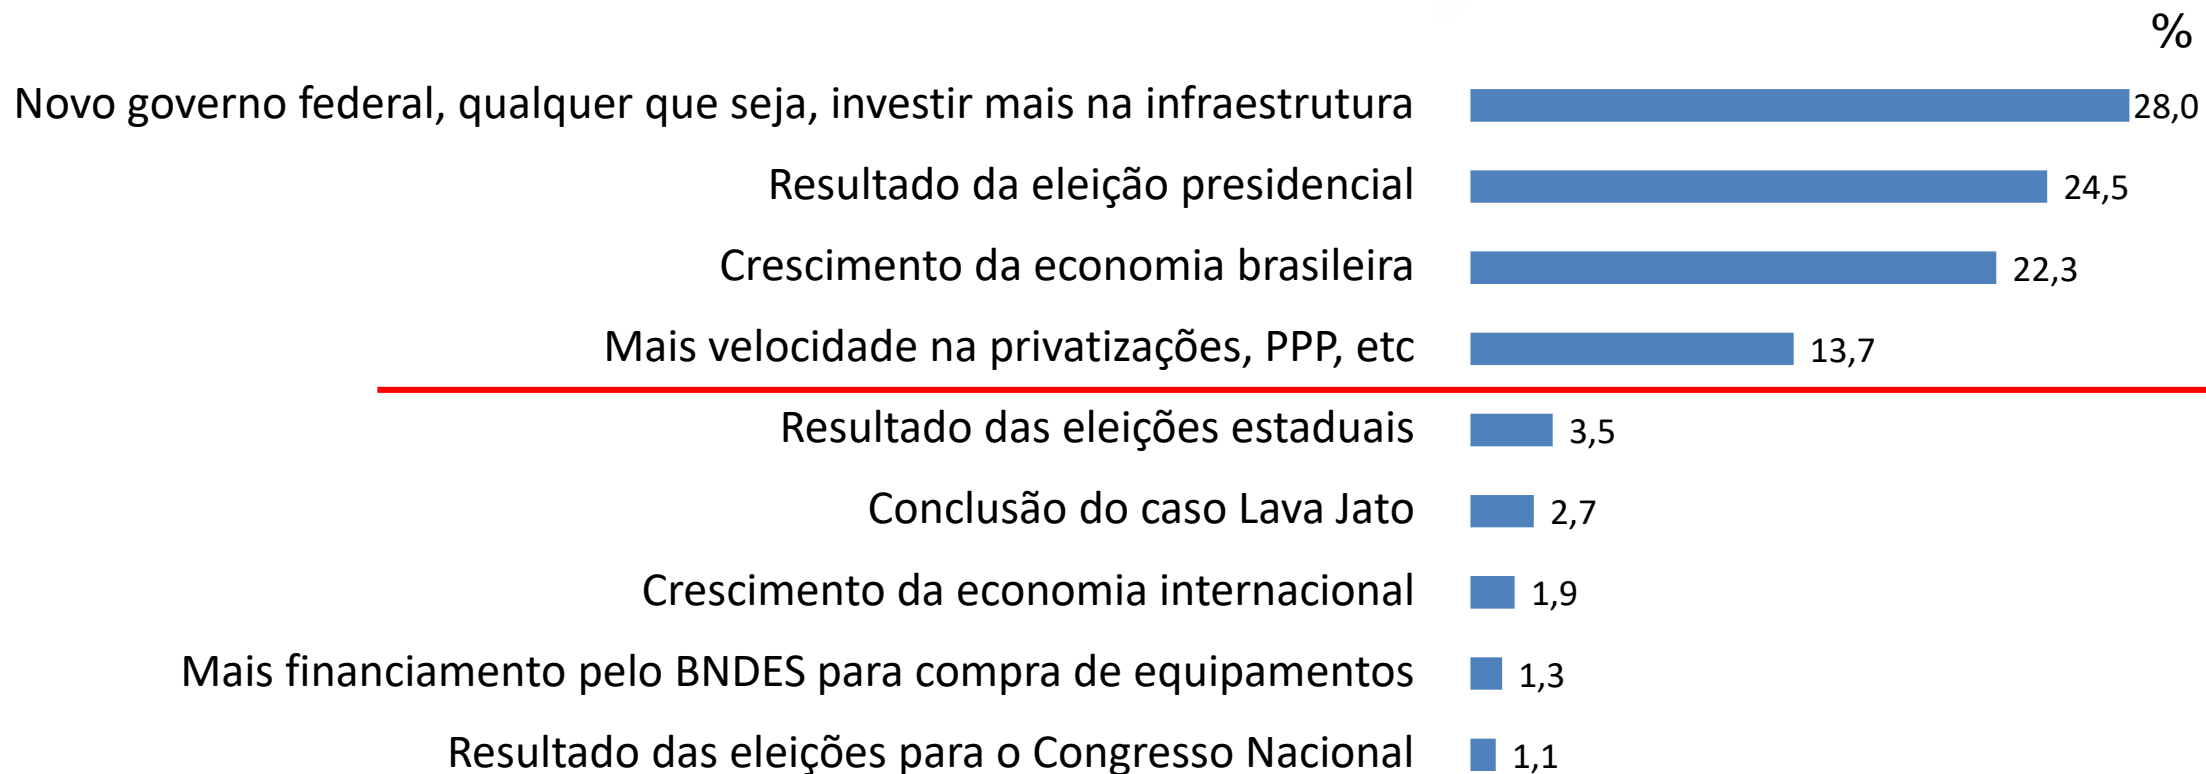 %
Novo governo federal, qualquer que seja, investir mais na infraestrutura 28,0
Resultado da eleição presidencial 24,5
Crescimento da economia brasileira 22,3
Mais velocidade na privatizações, PPP, etc 13,7
Resultado das eleições estaduais 3,5
Conclusão do caso Lava Jato 2,7
Crescimento da economia internacional 1,9
Mais financiamento pelo BNDES para compra de equipamentos 1,3
Resultado das eleições para o Congresso Nacional 1,1